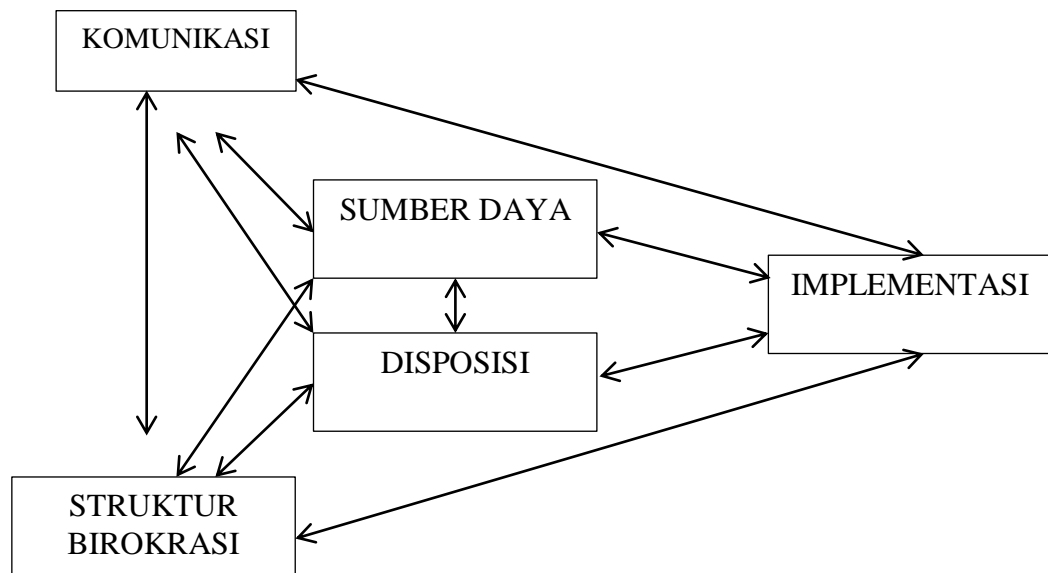 KOMUNIKASI
SUMBER DAYA
IMPLEMENTASI
DISPOSISI
STRUKTUR
BIROKRASI